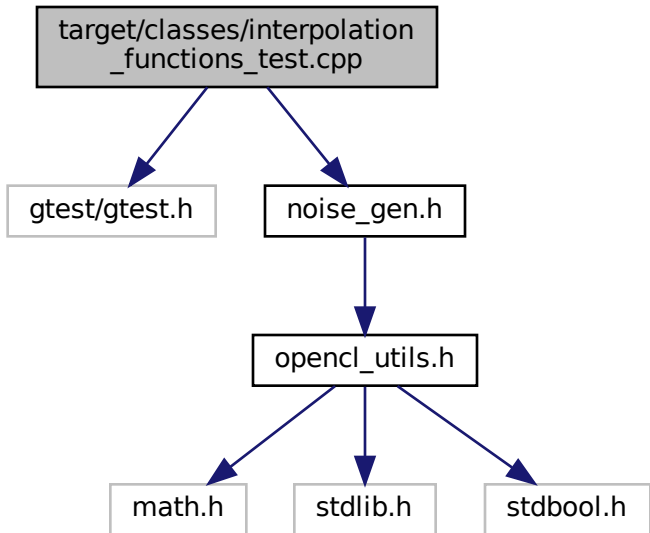 target/classes/interpolation
_functions_test.cpp
gtest/gtest.h
noise_gen.h
opencl_utils.h
math.h
stdlib.h
stdbool.h